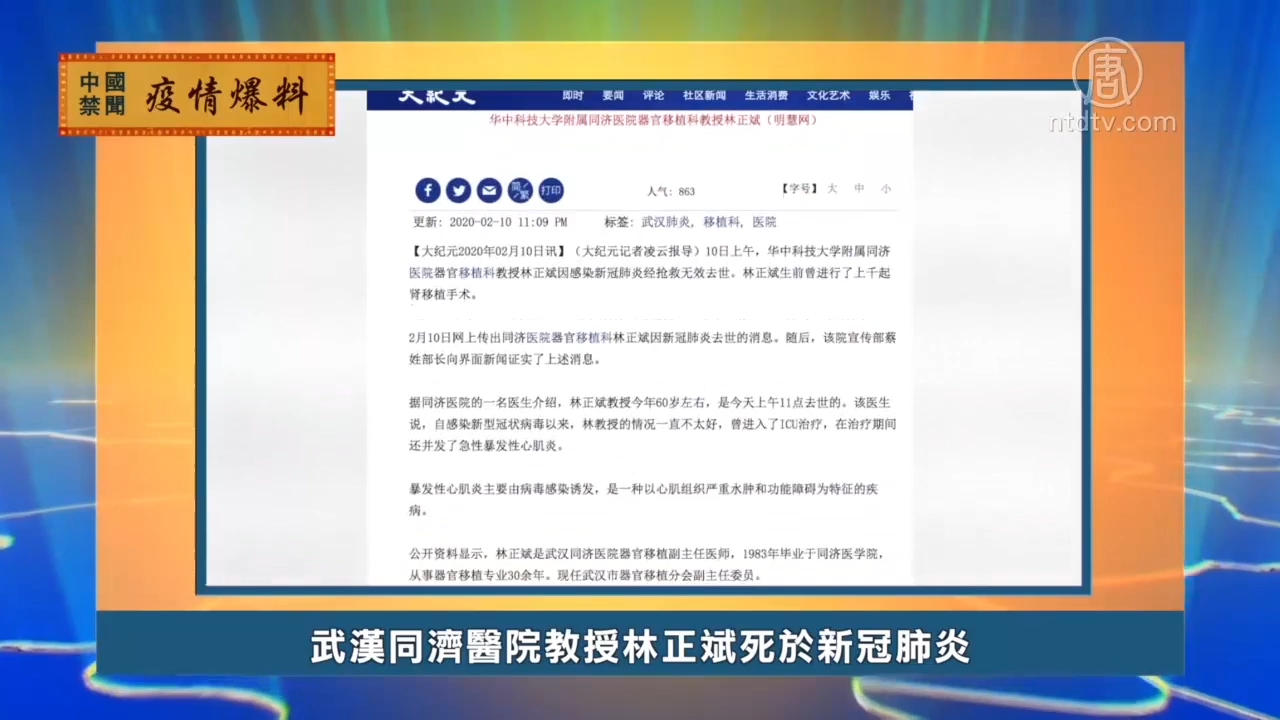 中國禁聞
疫情爆料
唐
ntdtv.com
大紀元
即时 要闻 评论 社区新闻 生活消费 文化艺术 娱乐
华中科技大学附属同济医院器官移植科教授林正斌（明慧网）
简／繁 打印
人气: 863
【字号】 大 中 小
更新: 2020-02-10 11:09 PM 标签: 武汉肺炎, 移植科, 医院
【大纪元2020年02月10日讯】（大纪元记者凌云报导）10日上午，华中科技大学附属同济
医院器官移植科教授林正斌因感染新冠肺炎经抢救无效去世。林正斌生前曾进行了上千起
肾移植手术。
2月10日网上传出同济医院器官移植科林正斌因新冠肺炎去世的消息。随后，该院宣传部蔡
姓部长向界面新闻证实了上述消息。
据同济医院的一名医生介绍，林正斌教授今年60岁左右，是今天上午11点去世的。该医生
说，自感染新型冠状病毒以来，林教授的情况一直不太好，曾进入了ICU治疗，在治疗期间
还并发了急性暴发性心肌炎。
暴发性心肌炎主要由病毒感染诱发，是一种以心肌组织严重水肿和功能障碍为特征的疾
病。
公开资料显示，林正斌是武汉同济医院器官移植副主任医师，1983年毕业于同济医学院，
从事器官移植专业30余年。现任武汉市器官移植分会副主任委员。
武漢同濟醫院教授林正斌死於新冠肺炎